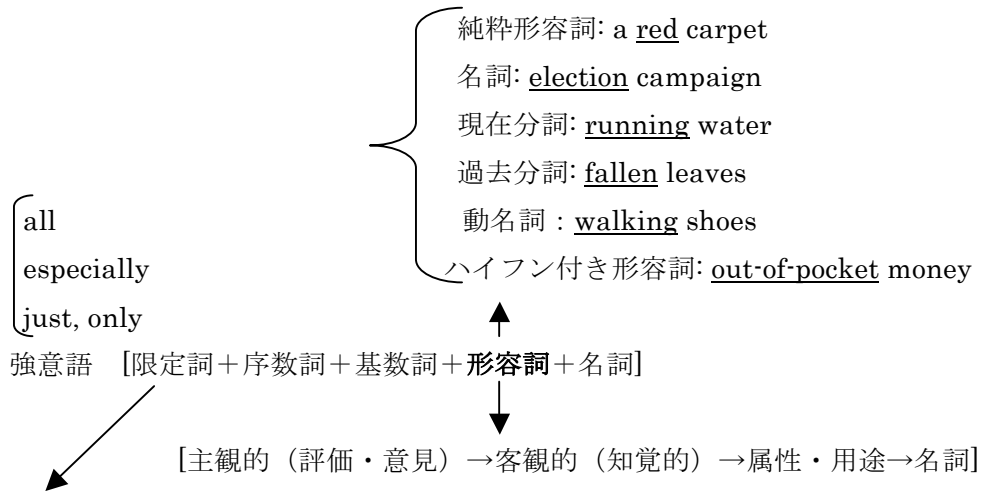 純粋形容詞: a red carpet
名詞: election campaign
現在分詞: running water
過去分詞: fallen leaves
動名詞：walking shoes
ハイフン付き形容詞: out-of-pocket money
all
especially
just, only
強意語 [限定詞＋序数詞＋基数詞＋形容詞＋名詞]
[主観的（評価・意見）→客観的（知覚的）→属性・用途→名詞]